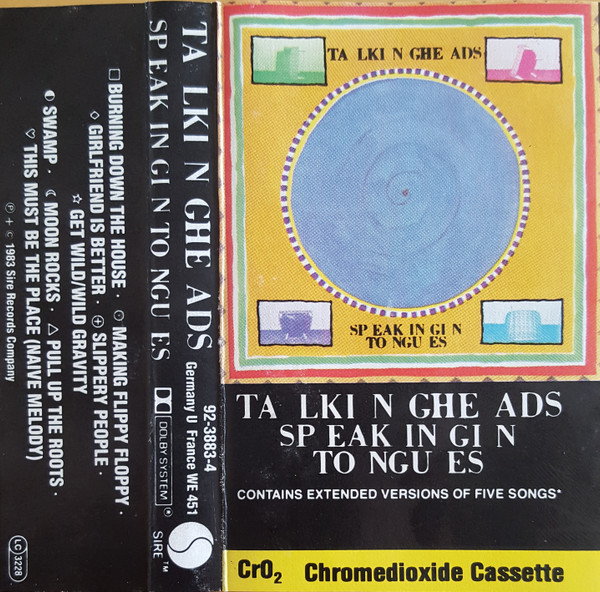 □ BURNING DOWN THE HOUSE · ☉ MAKING FLIPPY FLOPPY ·
◇ GIRLFRIEND IS BETTER · ⊕ SLIPPERY PEOPLE ·
☆ GET WILD/WILD GRAVITY
◐ SWAMP · ☾ MOON ROCKS · △ PULL UP THE ROOTS ·
♡ THIS MUST BE THE PLACE (NAIVE MELODY)
℗ + © 1983 Sire Records Company
LC 3228
TA LKI N GHE ADS
SP EAK IN GI N TO NGU ES
92-3883-4
Germany U France WE 451
DOLBY SYSTEM ®
SIRE ™
TA LKI N GHE ADS
SP EAK IN GI N
TO NGU ES
TA LKI N GHE ADS
SP EAK IN GI N
TO NGU ES
CONTAINS EXTENDED VERSIONS OF FIVE SONGS*
CrO₂ Chromedioxide Cassette